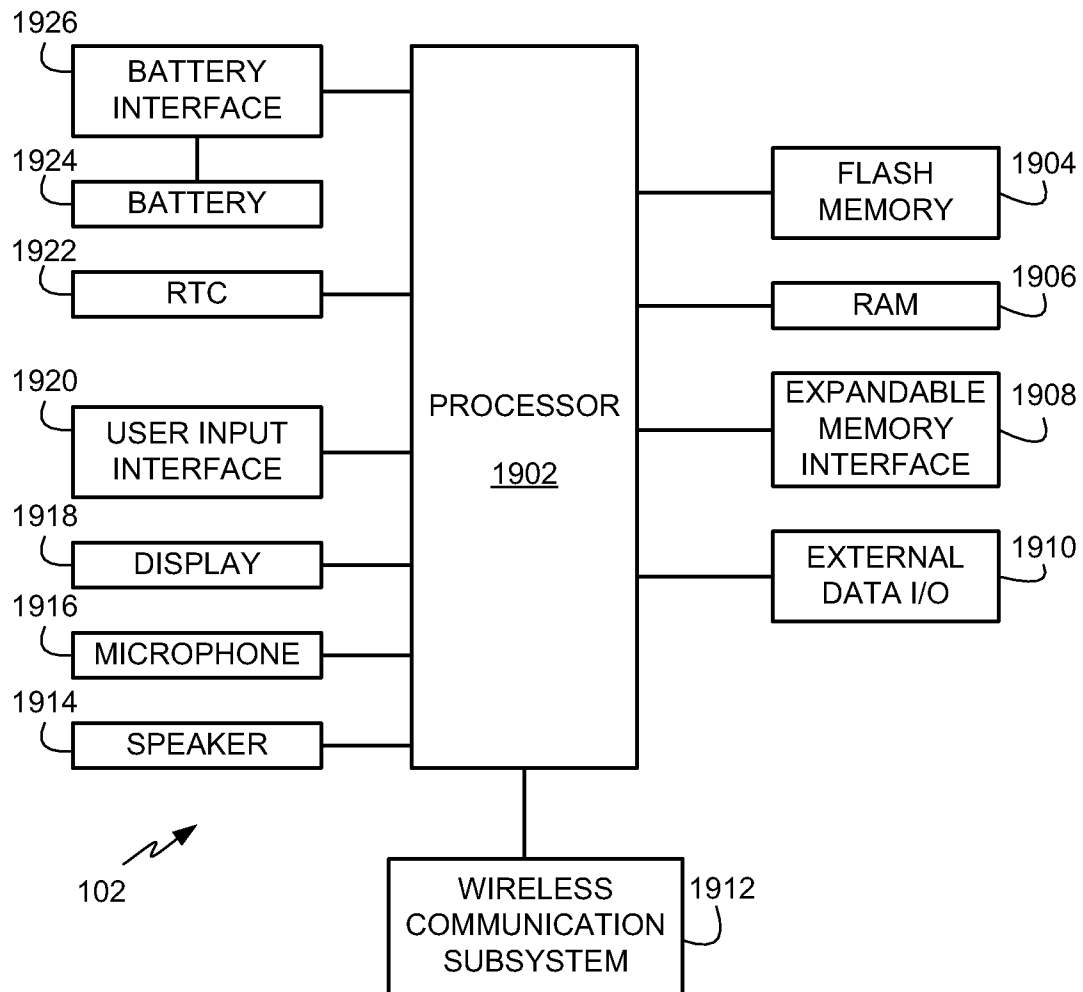 1926
BATTERY
INTERFACE
1924
BATTERY
1922
RTC
1920
USER INPUT
INTERFACE
1918
DISPLAY
1916
MICROPHONE
1914
SPEAKER
102
PROCESSOR
1902
FLASH
MEMORY
1904
RAM
1906
EXPANDABLE
MEMORY
INTERFACE
1908
EXTERNAL
DATA I/O
1910
WIRELESS
COMMUNICATION
SUBSYSTEM
1912